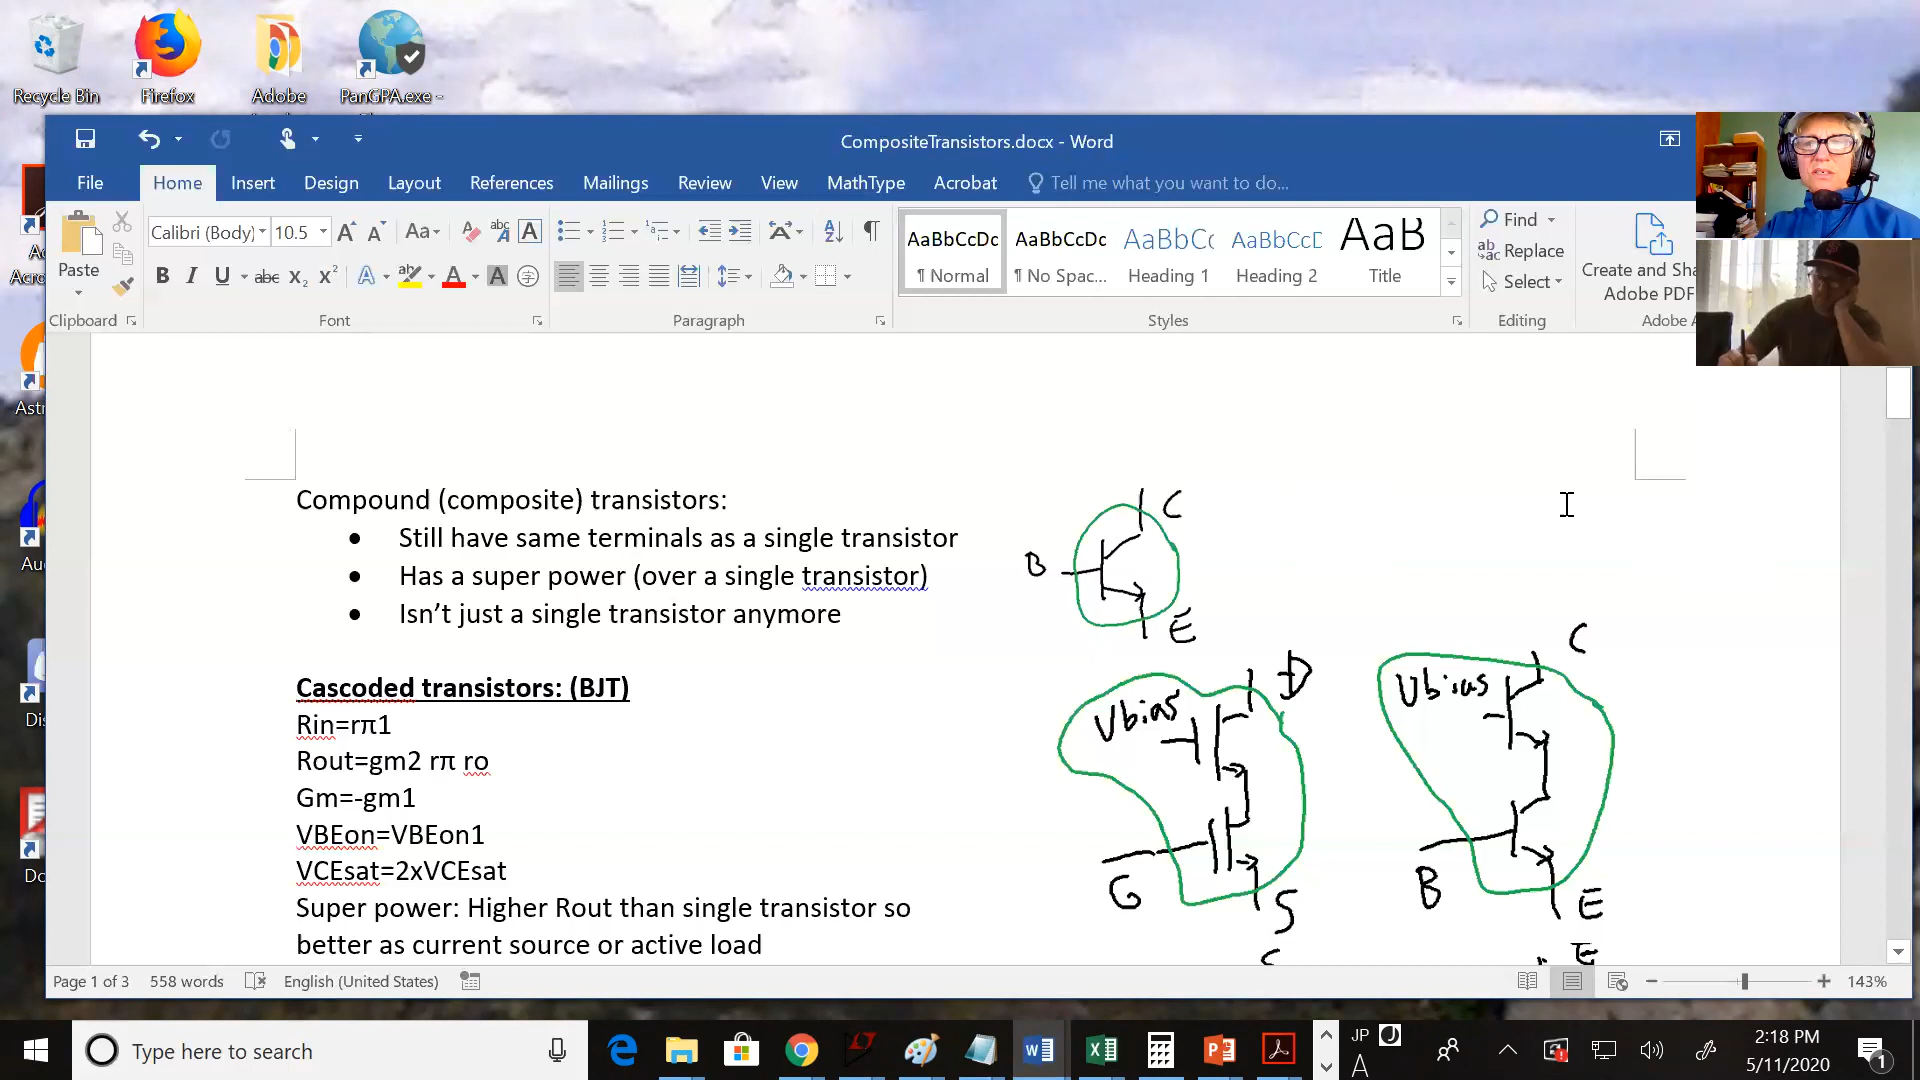 Recycle Bin
Firefox
Adobe
PanGPA.exe -
CompositeTransistors.docx - Word
File Home Insert Design Layout References Mailings Review View MathType Acrobat Tell me what you want to do...
Paste
Calibri (Body) 10.5
Clipboard
Font
Paragraph
AaBbCcDc
¶ Normal
AaBbCcDc
¶ No Spac...
AaBbCc
Heading 1
AaBbCcD
Heading 2
AaB
Title
Styles
Find
Replace
Select
Editing
Create and Sha
Adobe PDF
Adobe A
Compound (composite) transistors:
• Still have same terminals as a single transistor
• Has a super power (over a single transistor)
• Isn’t just a single transistor anymore
Cascoded transistors: (BJT)
Rin=rπ1
Rout=gm2 rπ ro
Gm=-gm1
VBEon=VBEon1
VCEsat=2xVCEsat
Super power: Higher Rout than single transistor so
better as current source or active load
C
B
E
D
Vbias
G
S
C
Vbias
B
E
E
Page 1 of 3 558 words English (United States) 143%
Type here to search
JP
A
2:18 PM
5/11/2020
1